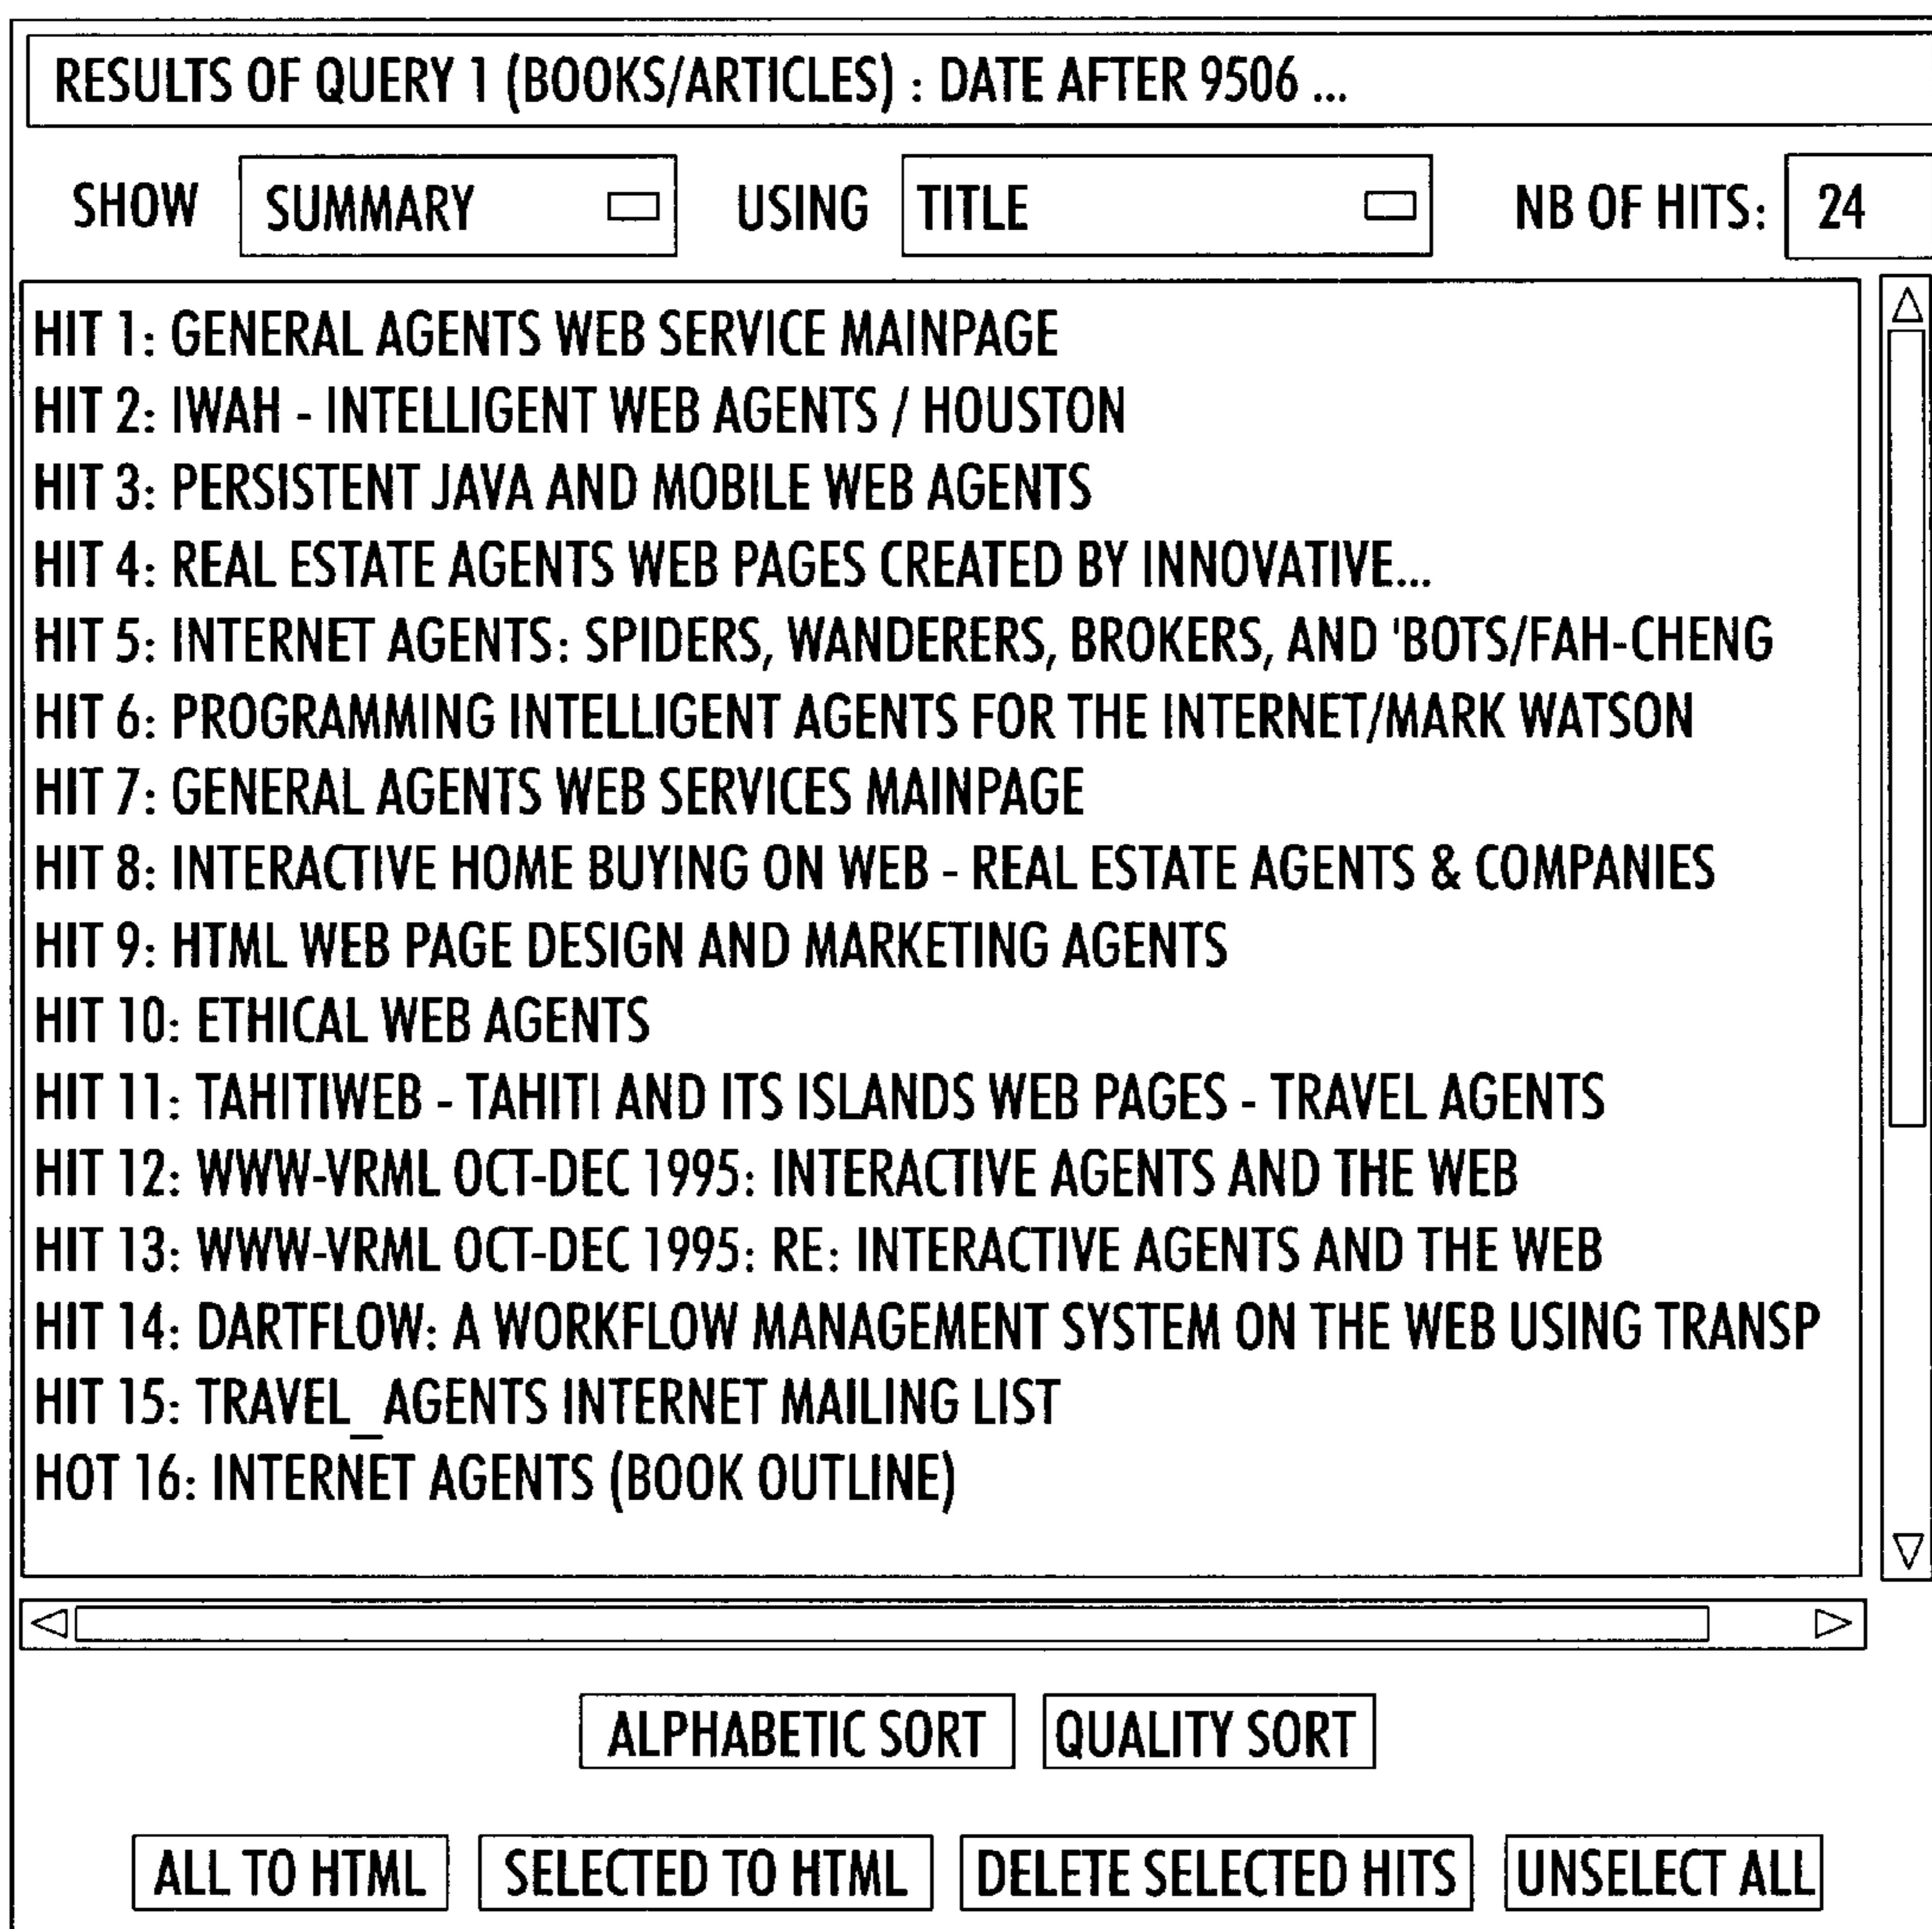 RESULTS OF QUERY 1 (BOOKS/ARTICLES) : DATE AFTER 9506 ...
SHOW SUMMARY USING TITLE NB OF HITS: 24
HIT 1: GENERAL AGENTS WEB SERVICE MAINPAGE
HIT 2: IWAH - INTELLIGENT WEB AGENTS / HOUSTON
HIT 3: PERSISTENT JAVA AND MOBILE WEB AGENTS
HIT 4: REAL ESTATE AGENTS WEB PAGES CREATED BY INNOVATIVE...
HIT 5: INTERNET AGENTS: SPIDERS, WANDERERS, BROKERS, AND 'BOTS/FAH-CHENG
HIT 6: PROGRAMMING INTELLIGENT AGENTS FOR THE INTERNET/MARK WATSON
HIT 7: GENERAL AGENTS WEB SERVICES MAINPAGE
HIT 8: INTERACTIVE HOME BUYING ON WEB - REAL ESTATE AGENTS & COMPANIES
HIT 9: HTML WEB PAGE DESIGN AND MARKETING AGENTS
HIT 10: ETHICAL WEB AGENTS
HIT 11: TAHITIWEB - TAHITI AND ITS ISLANDS WEB PAGES - TRAVEL AGENTS
HIT 12: WWW-VRML OCT-DEC 1995: INTERACTIVE AGENTS AND THE WEB
HIT 13: WWW-VRML OCT-DEC 1995: RE: INTERACTIVE AGENTS AND THE WEB
HIT 14: DARTFLOW: A WORKFLOW MANAGEMENT SYSTEM ON THE WEB USING TRANSP
HIT 15: TRAVEL_AGENTS INTERNET MAILING LIST
HOT 16: INTERNET AGENTS (BOOK OUTLINE)
ALPHABETIC SORT QUALITY SORT
ALL TO HTML SELECTED TO HTML DELETE SELECTED HITS UNSELECT ALL